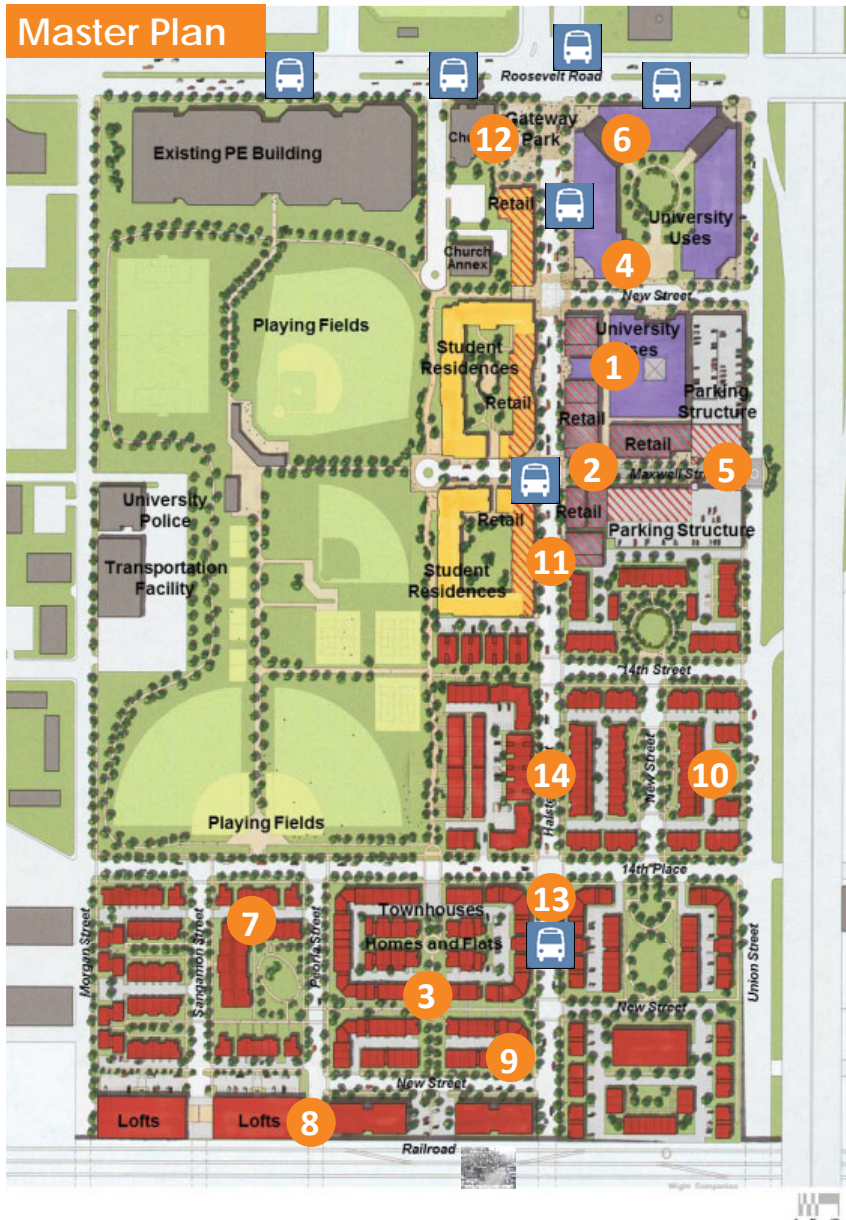 Master Plan
Roosevelt Road
Gateway
Park
12
6
Existing PE Building
Retail
University
Uses
Church
Annex
4
New Street
Playing Fields
University
Student
Residences
1
Parking
Structure
Retail
Retail
Retail
2
5
University
Police
Retail
Retail
Parking Structure
11
Transportation
Facility
Student
Residences
14th Street
14
10
New Street
Playing Fields
14th Place
13
7
Townhouses,
Homes and Flats
Morgan Street
Sangamon Street
Peoria Street
Union Street
3
New Street
9
New Street
Lofts
Lofts
8
Railroad
Wight Companies